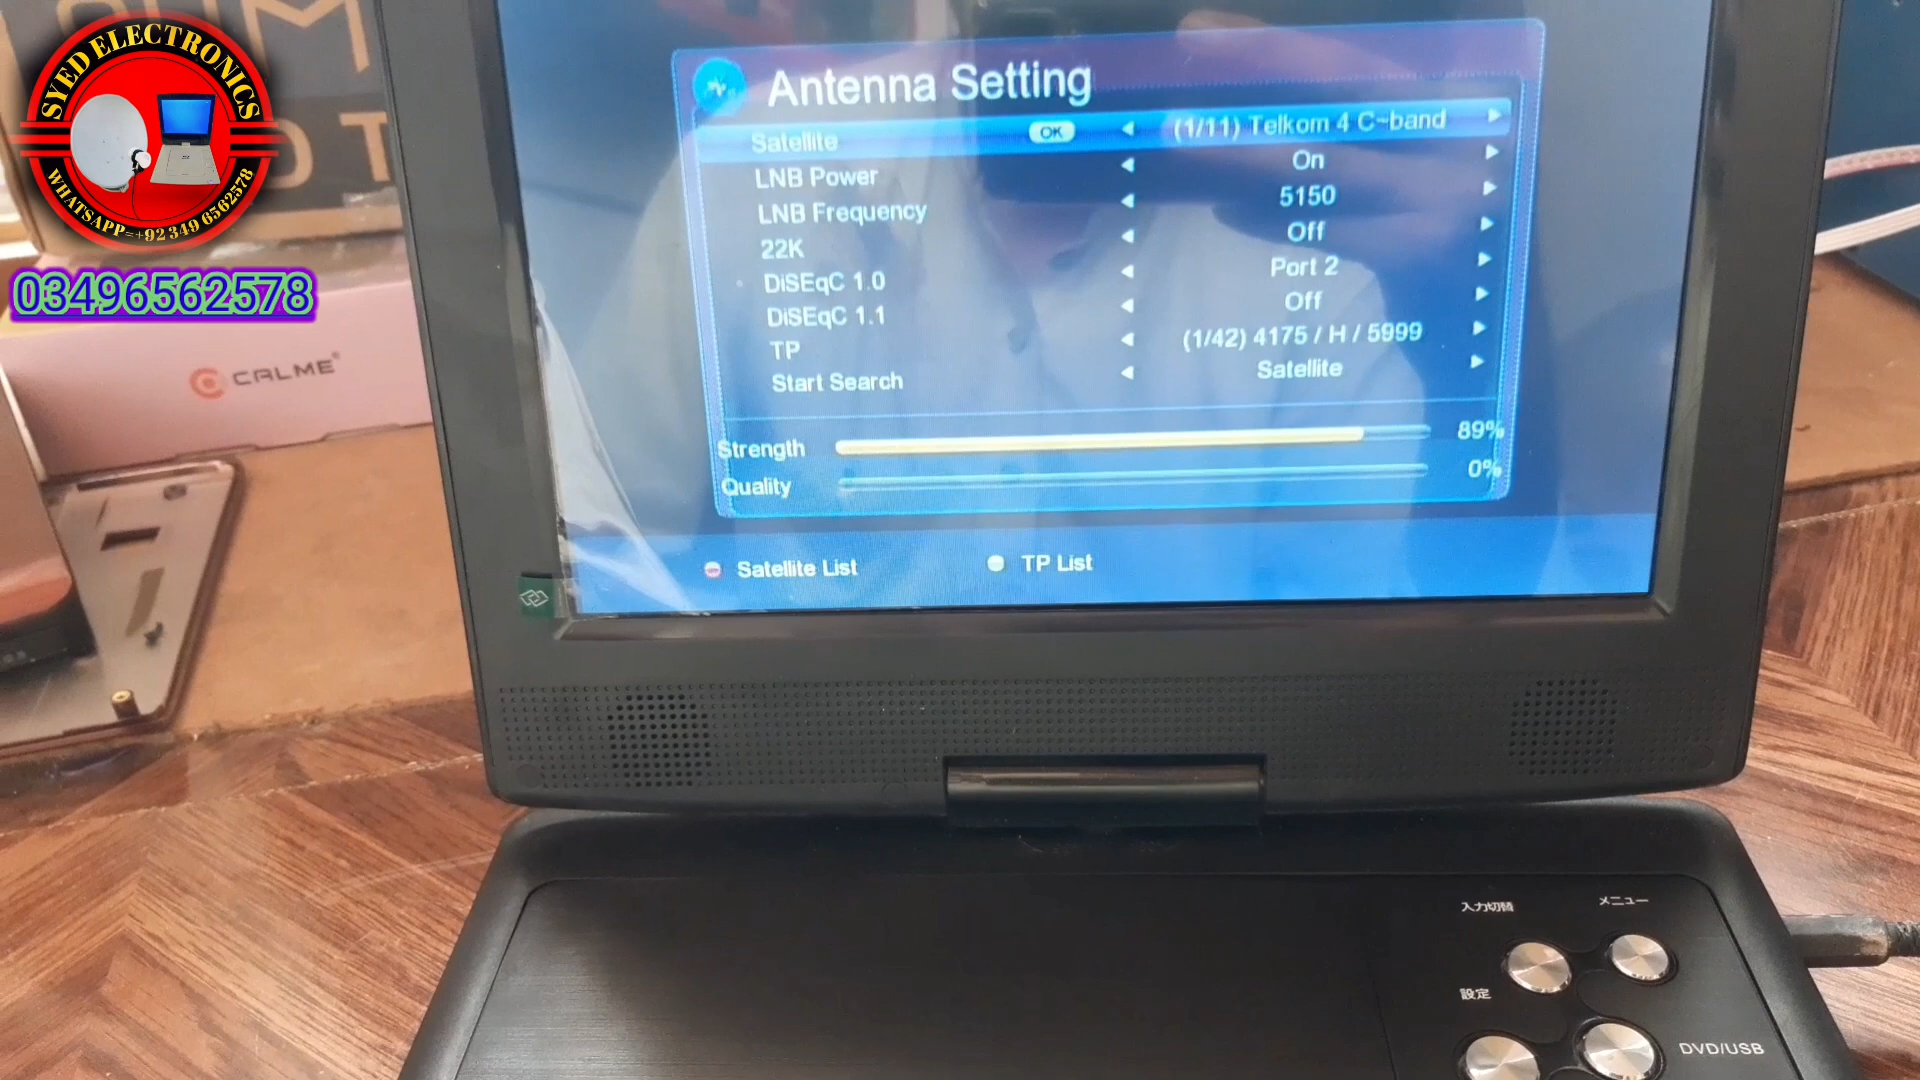 SYED ELECTRONICS
WHATSAPP=+92 349 6562578
03496562578
CALME
Antenna Setting
Satellite OK (1/11) Telkom 4 C-band
LNB Power On
LNB Frequency 5150
22K Off
DiSEqC 1.0 Port 2
DiSEqC 1.1 Off
TP (1/42) 4175 / H / 5999
Start Search Satellite
Strength 89%
Quality 0%
Satellite List TP List
入力切替 メニュー
設定
DVD/USB